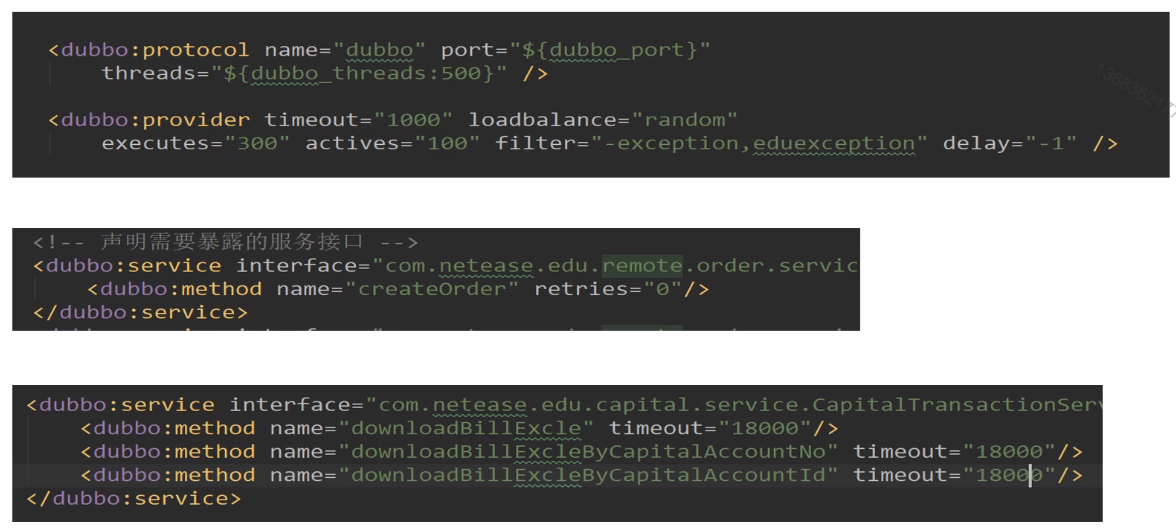 <dubbo:protocol name="dubbo" port="${dubbo_port}"
threads="${dubbo_threads:500}" />
<dubbo:provider timeout="1000" loadbalance="random"
executes="300" actives="100" filter="-exception,eduexception" delay="-1" />
<!-- 声明需要暴露的服务接口 -->
<dubbo:service interface="com.netease.edu.remote.order.servic
<dubbo:method name="createOrder" retries="0"/>
</dubbo:service>
<dubbo:service interface="com.netease.edu.capital.service.CapitalTransactionSer
<dubbo:method name="downloadBillExcle" timeout="18000"/>
<dubbo:method name="downloadBillExcleByCapitalAccountNo" timeout="18000"/>
<dubbo:method name="downloadBillExcleByCapitalAccountId" timeout="18000"/>
</dubbo:service>